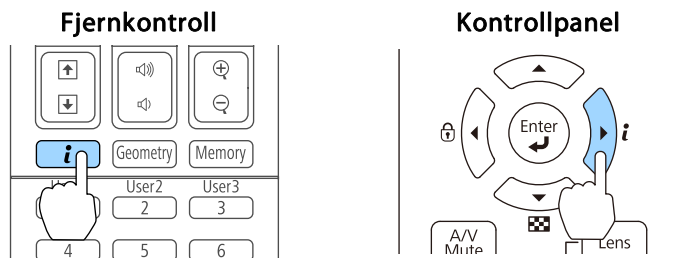 Fjernkontroll
Kontrollpanel
i
Geometry
Memory
User2
User3
2
3
4
5
6
Enter
i
A/V
Mute
Lens